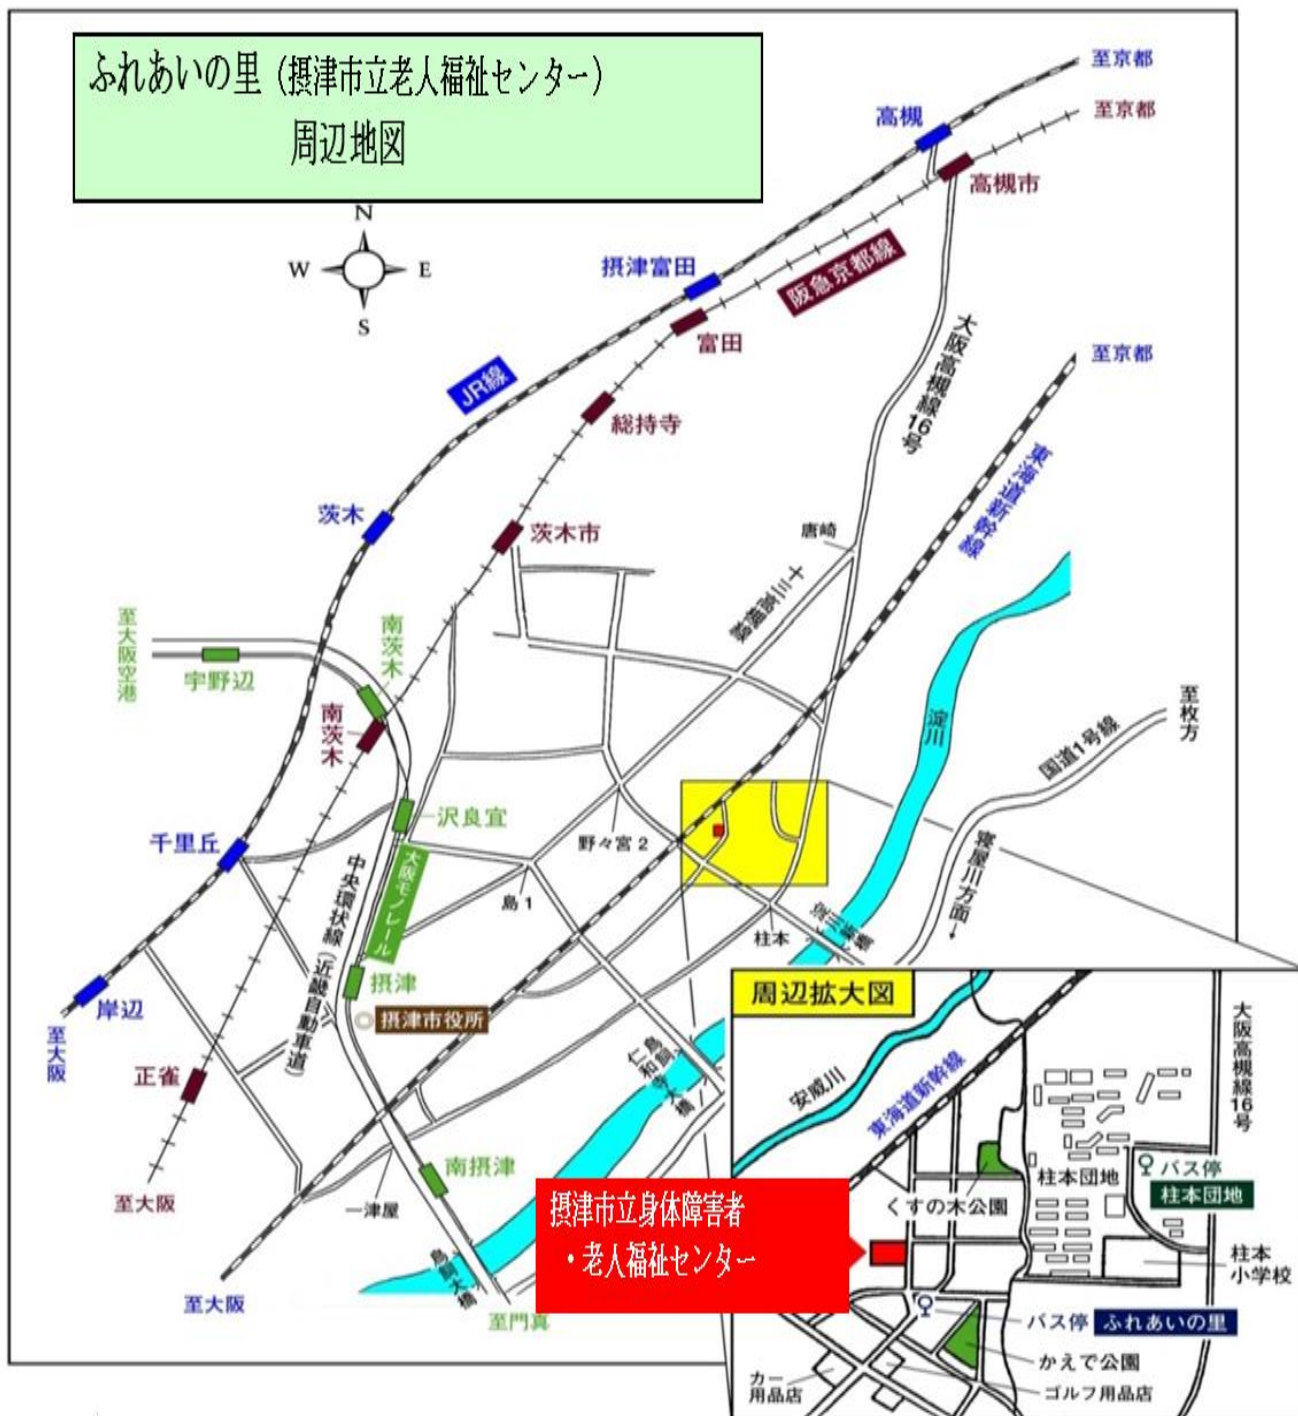 ふれあいの里（摂津市立老人福祉センター）
周辺地図
N
W
E
S
至京都
高槻
至京都
高槻市
摂津富田
阪急京都線
富田
至京都
大阪高槻線16号
JR線
総持寺
東海道新幹線
茨木
茨木市
唐崎
十三高槻線
至大阪空港
南茨木
宇野辺
南茨木
淀川
至枚方
国道1号線
沢良宜
千里丘
野々宮2
大阪モノレール
中央環状線（近畿自動車道）
島1
柱本
寝屋川方面
岸辺
摂津
摂津市役所
至大阪
正雀
鳥飼
仁和寺大橋
南摂津
至大阪
一津屋
鳥飼大橋
至大阪
至門真
周辺拡大図
安威川
東海道新幹線
大阪高槻線16号
柱本団地
バス停
柱本団地
くすの木公園
摂津市立身体障害者
・老人福祉センター
柱本
小学校
バス停 ふれあいの里
かえで公園
カー
用品店
ゴルフ用品店